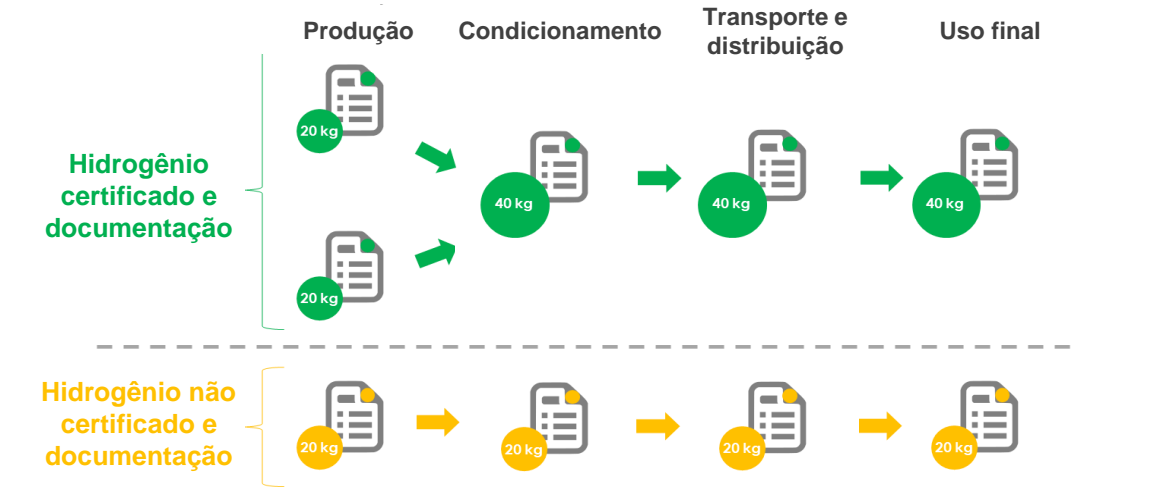 Produção
Condicionamento
Transporte e
distribuição
Uso final
Hidrogênio
certificado e
documentação
20 kg
20 kg
40 kg
40 kg
40 kg
Hidrogênio não
certificado e
documentação
20 kg
20 kg
20 kg
20 kg